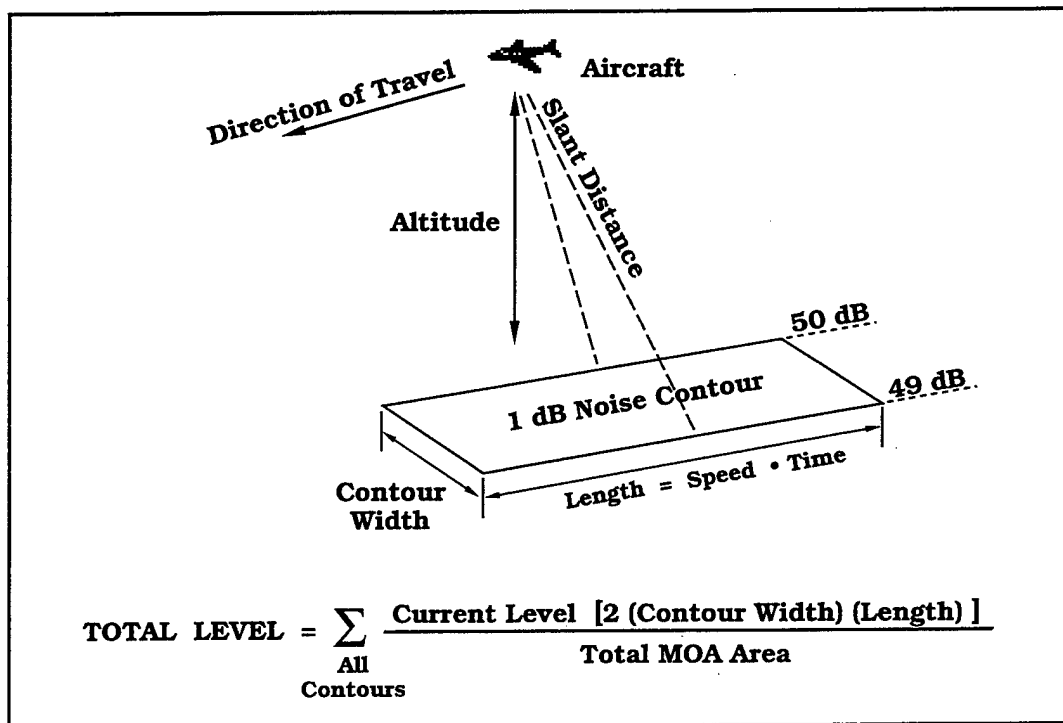 Aircraft
Direction of Travel
Slant Distance
Altitude
50 dB
49 dB
1 dB Noise Contour
Contour
Width
Length = Speed • Time
TOTAL LEVEL = ∑ Current Level [2 (Contour Width) (Length) ]
All
Contours
Total MOA Area